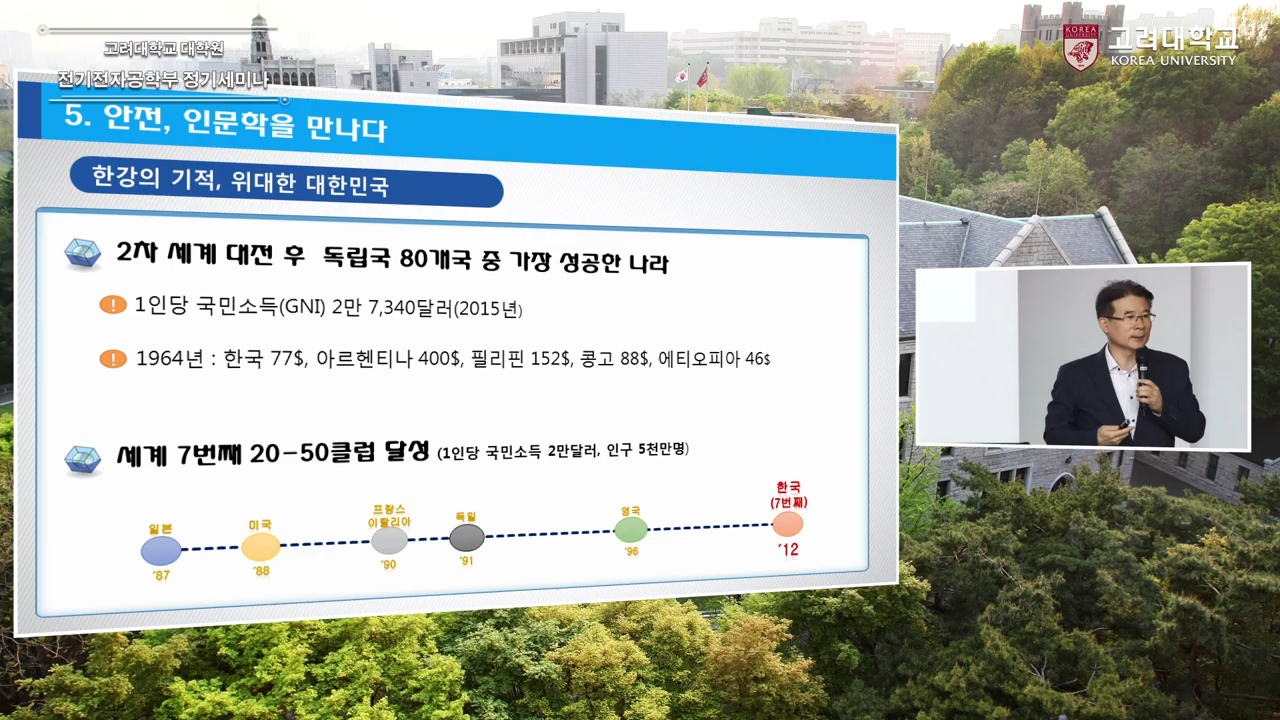 고려대학교 대학원
전기전자공학부 정기세미나
KOREA
UNIVERSITY
고려대학교
KOREA UNIVERSITY
5. 안전, 인문학을 만나다
한강의 기적, 위대한 대한민국
2차 세계 대전 후 독립국 80개국 중 가장 성공한 나라
! 1인당 국민소득(GNI) 2만 7,340달러(2015년)
! 1964년 : 한국 77$, 아르헨티나 400$, 필리핀 152$, 콩고 88$, 에티오피아 46$
세계 7번째 20-50클럽 달성 (1인당 국민소득 2만달러, 인구 5천만명)
일본
'87
미국
'88
프랑스
이탈리아
'90
독일
'91
영국
'96
한국
(7번째)
'12